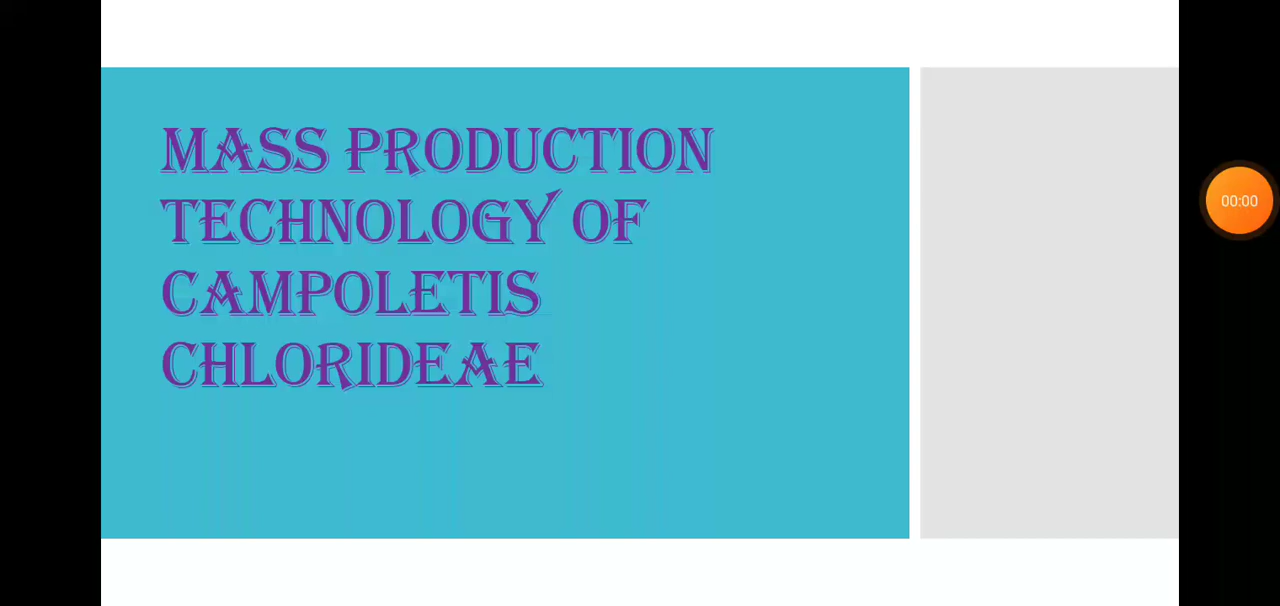 MASS PRODUCTION
TECHNOLOGY OF
CAMPOLETIS
CHLORIDEAE
00:00